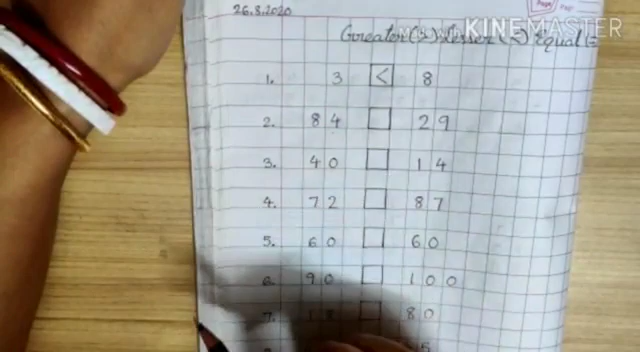 KINEMASTER
26.8.2020
Greater(>) Lesser(<) Equal(=
1. 3 < 8
2. 84 □ 29
3. 40 □ 14
4. 72 □ 87
5. 60 □ 60
6. 90 □ 100
7. 18 □ 80